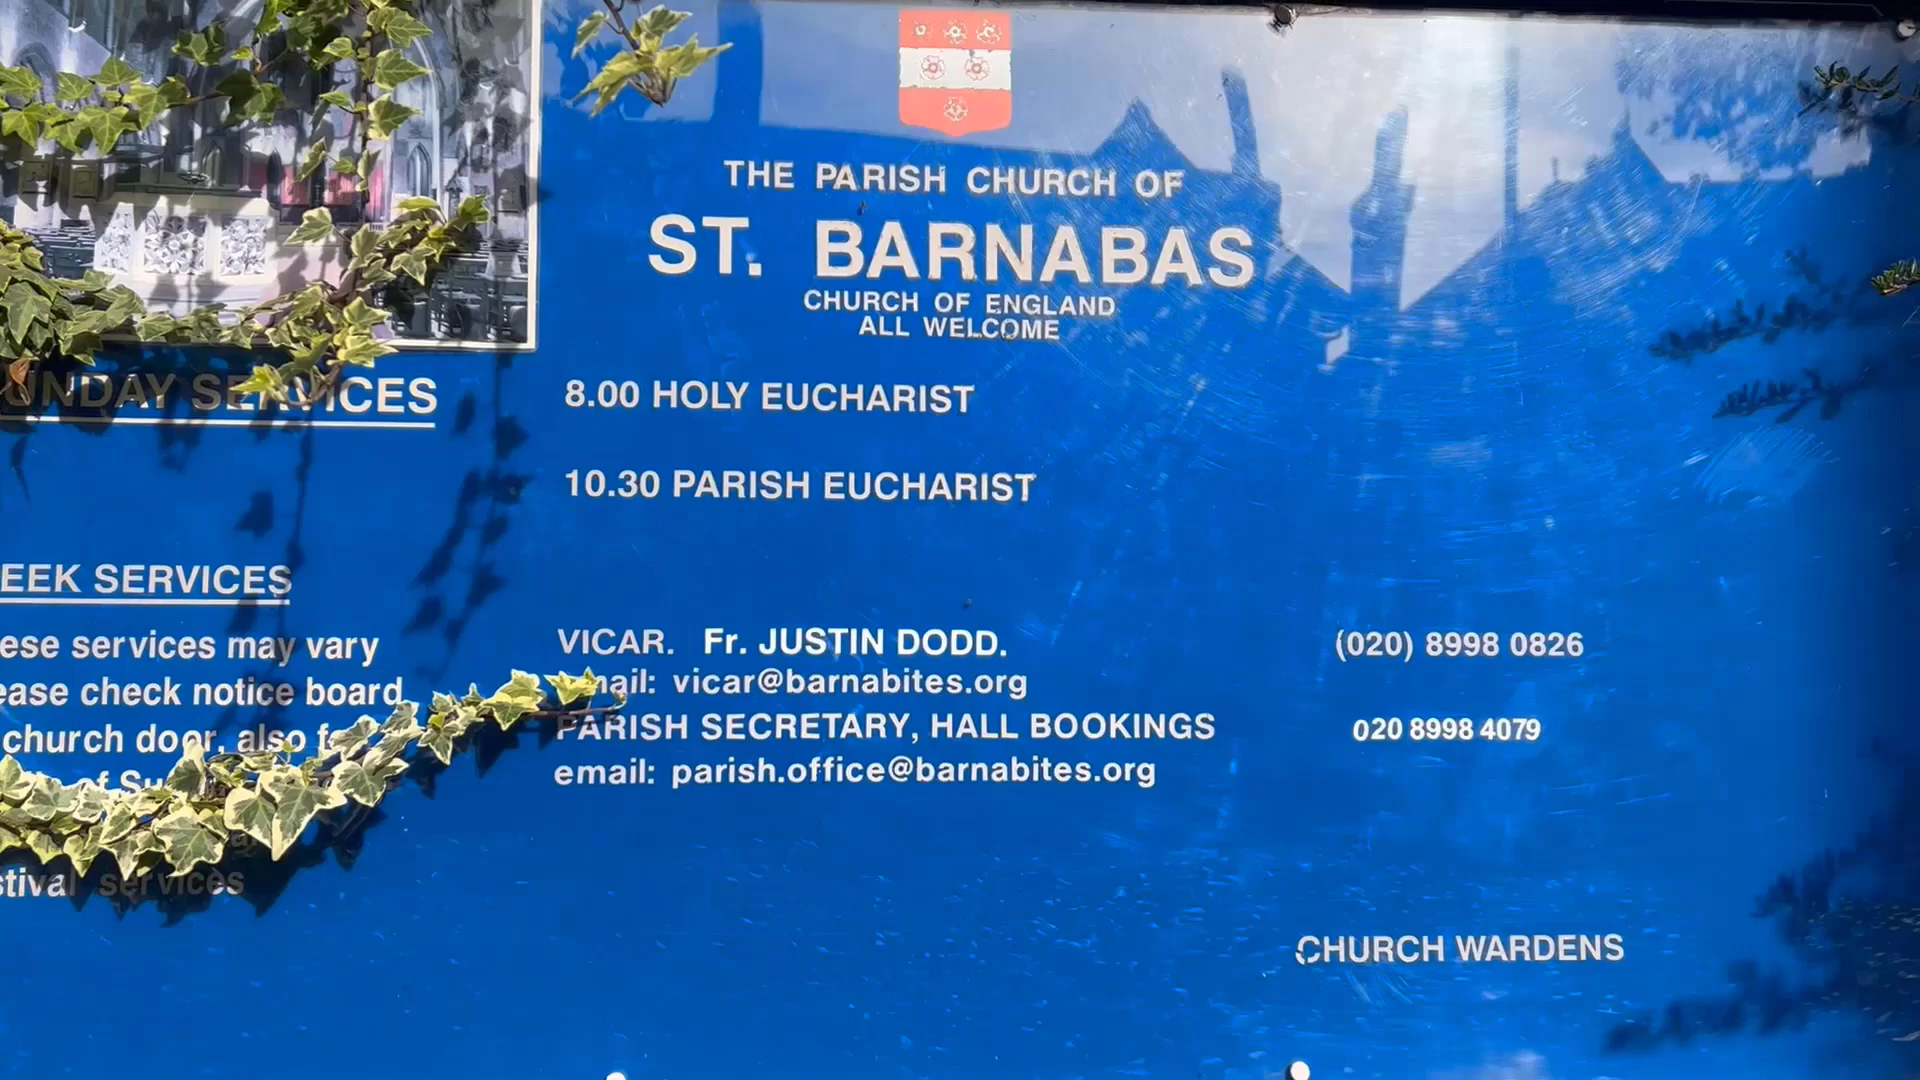 THE PARISH CHURCH OF
ST. BARNABAS
CHURCH OF ENGLAND
ALL WELCOME
SUNDAY SERVICES
8.00 HOLY EUCHARIST
10.30 PARISH EUCHARIST
EEK SERVICES
ese services may vary
ease check notice board
church door, also
of
stival services
VICAR. Fr. JUSTIN DODD. (020) 8998 0826
email: vicar@barnabites.org
PARISH SECRETARY, HALL BOOKINGS 020 8998 4079
email: parish.office@barnabites.org
CHURCH WARDENS